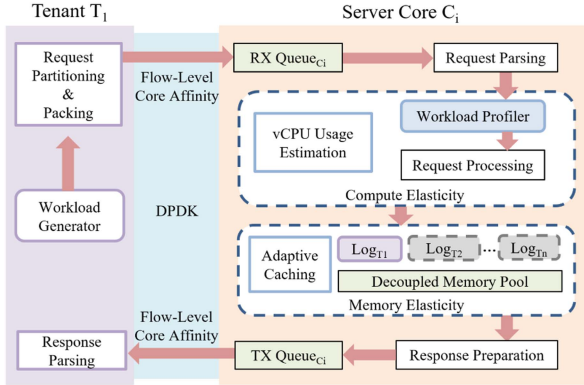 Tenant T1
Server Core Ci
Request
Partitioning
&
Packing
Flow-Level
Core Affinity
RX QueueCi
Request Parsing
vCPU Usage
Estimation
Workload Profiler
Request Processing
Compute Elasticity
Workload
Generator
DPDK
Adaptive
Caching
LogT1
LogT2
...
LogTn
Decoupled Memory Pool
Memory Elasticity
Flow-Level
Core Affinity
Response
Parsing
TX QueueCi
Response Preparation